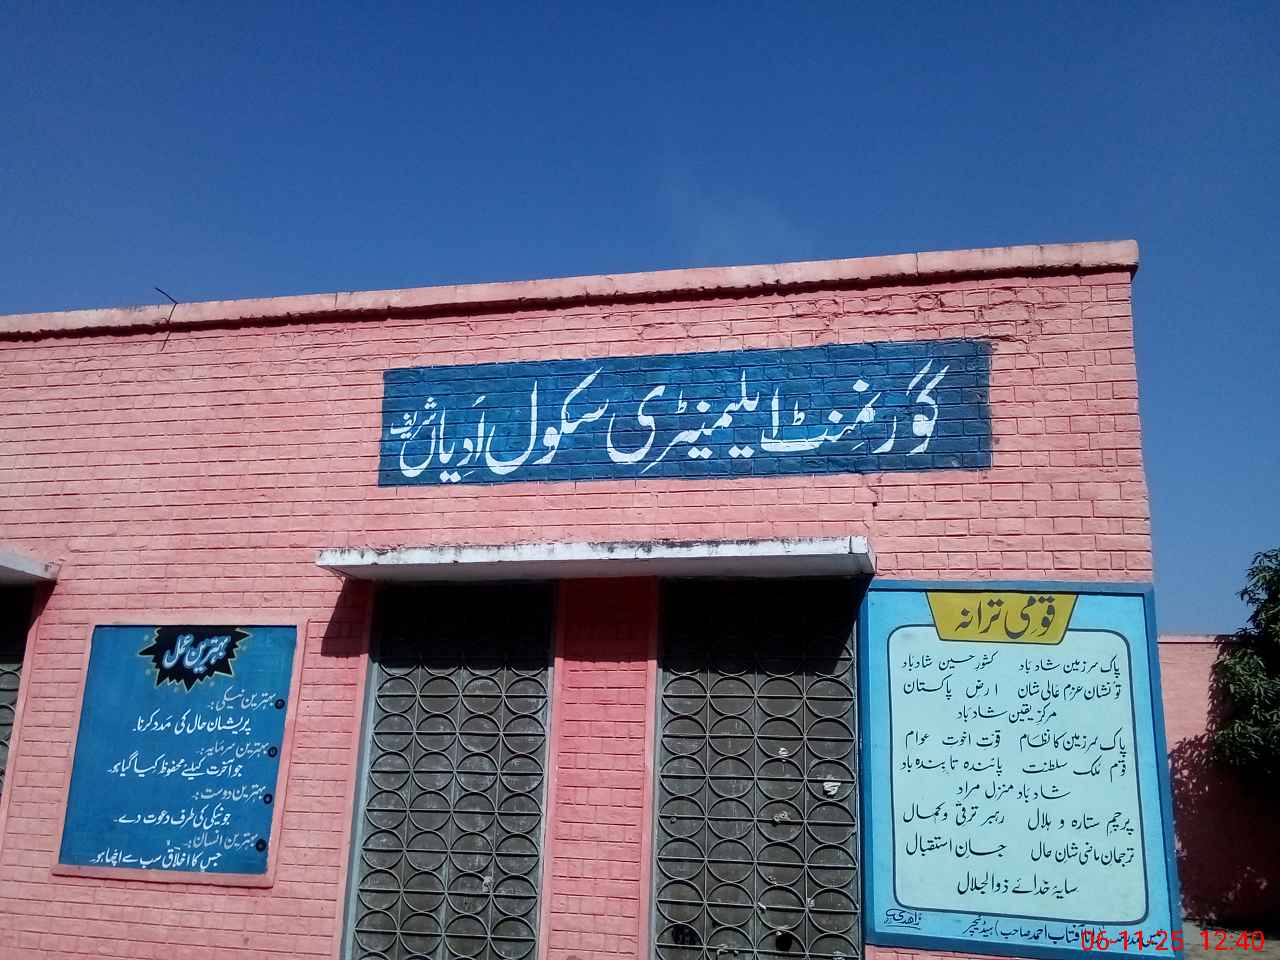 گورنمنٹ ایلیمنیٹری سکول ادیاں شریف
بہترین عمل
بہترین نیکی:
پریشان حال کی مدد کرنا۔
بہترین سرمایہ:
جو آخرت کیلئے محفوظ کیا گیا ہو۔
بہترین دوست:
جو نیکی کی طرف دعوت دے۔
بہترین انسان:
جس کا اخلاق سب سے اچھا ہو۔
قومی ترانہ
پاک سرزمین شاد باد کشور حسین شاد باد
تو نشان عزم عالی شان ارض پاکستان
مرکز یقین شاد باد
پاک سرزمین کا نظام قوت اخوت عوام
قوم ملک سلطنت پائندہ تابندہ باد
شاد باد منزل مراد
پرچم ستارہ و ہلال رہبر ترقی و کمال
ترجمان ماضی شان حال جان استقبال
سایۂ خدائے ذوالجلال
زاھدی آفتاب احمد صاحب) ہیڈ ٹیچر
06-11-25 12:40